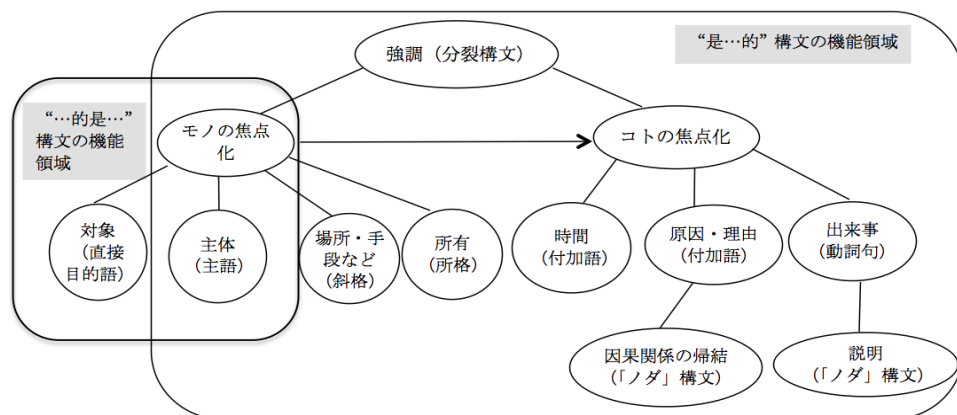 強調（分裂構文）
“是…的” 構文の機能領域
“…的是…”
構文の機能
領域
モノの焦点
化
コトの焦点化
対象
（直接
目的語）
主体
（主語）
場所・手
段など
（斜格）
所有
（所格）
時間
（付加語）
原因・理由
（付加語）
出来事
（動詞句）
因果関係の帰結
（「ノダ」構文）
説明
（「ノダ」構文）